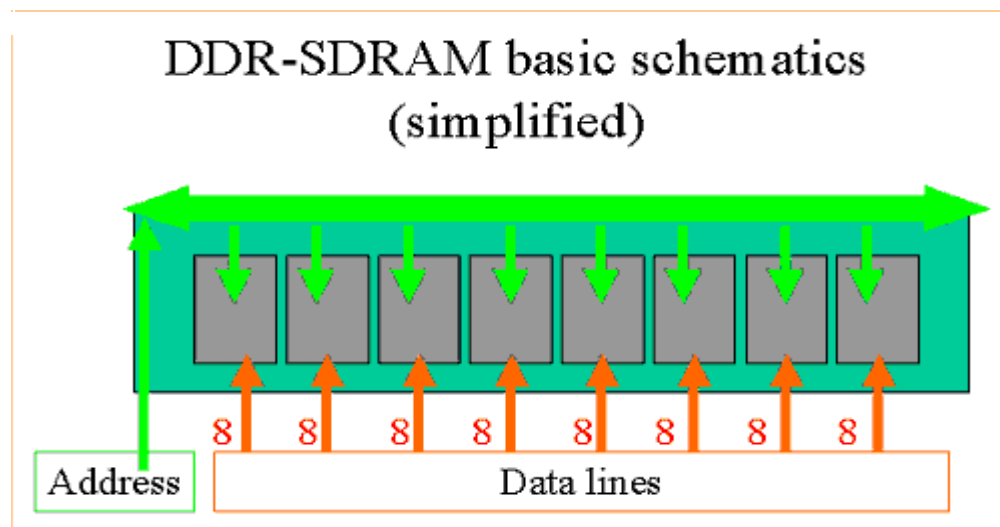 DDR-SDRAM basic schematics
(simplified)
8 8 8 8 8 8 8 8
Address Data lines